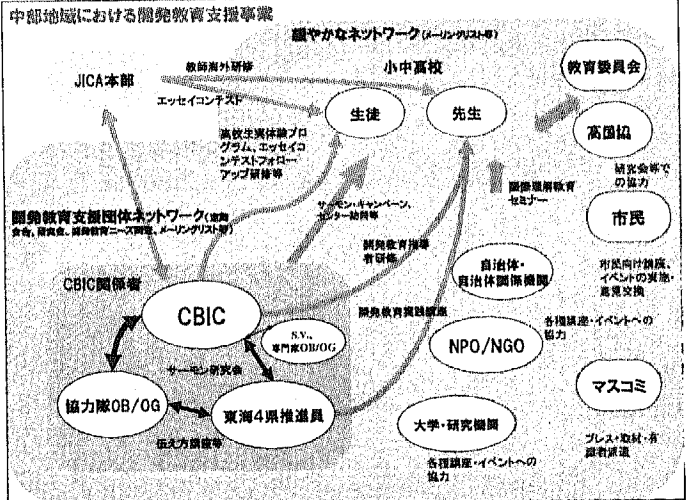 中部地域における開発教育支援事業
緩やかなネットワーク(メーリングリスト等)
JICA本部
教師海外研修
小中高校
エッセイコンテスト
生徒
先生
教育委員会
高国協
研究会等で
の協力
高校生実体験プロ
グラム、エッセイコ
ンテストフォロー
アップ研修等
国際理解教育
セミナー
市民
市民向け講座、
イベントの実施・
意見交換
開発教育支援団体ネットワーク(
メーリングリスト等)
サーモン・キャンペーン、
センター訪問等
開発教育指導
者研修
自治体・
自治体関係機関
CBIC関係者
CBIC
開発教育実践講座
S.V.、
専門家OB/OG
NPO/NGO
各種講座・イベントへの
協力
サーモン研究会
協力隊OB/OG
東海4県推進員
伝え方講座等
マスコミ
プレス・取材・有
識者派遣
大学・研究機関
各種講座・イベントへの
協力